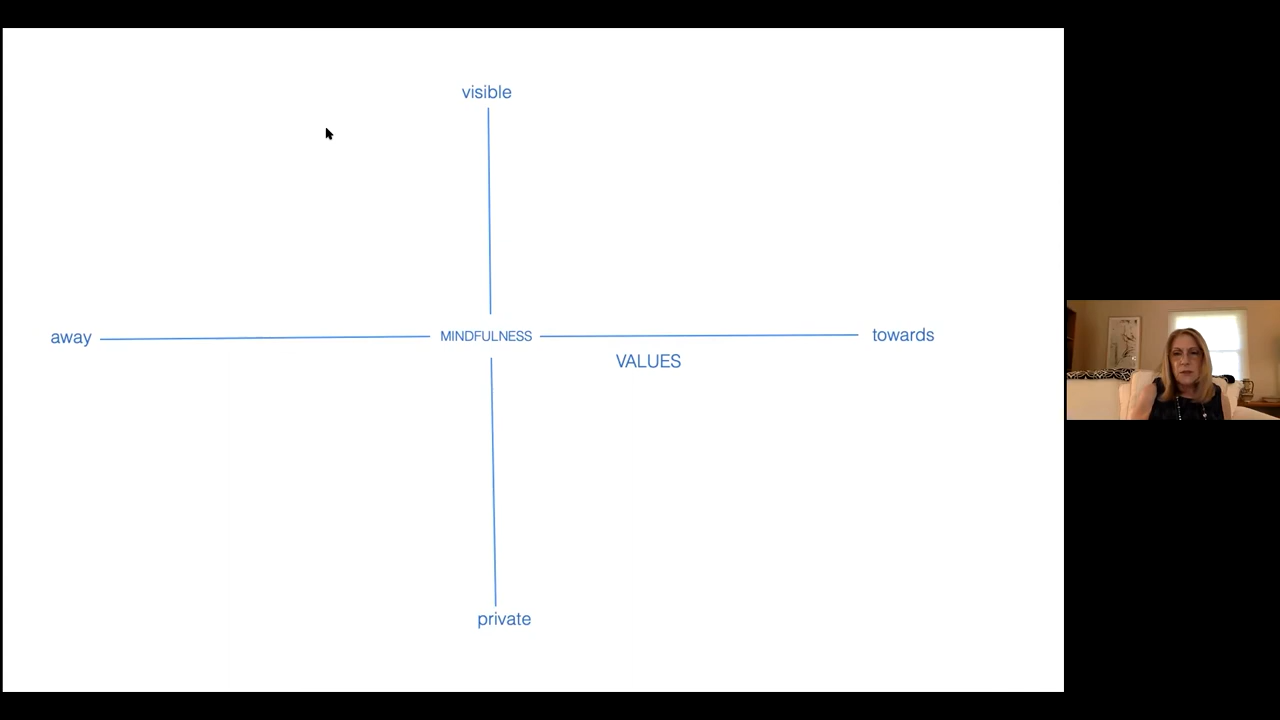 visible
away
MINDFULNESS
towards
VALUES
private